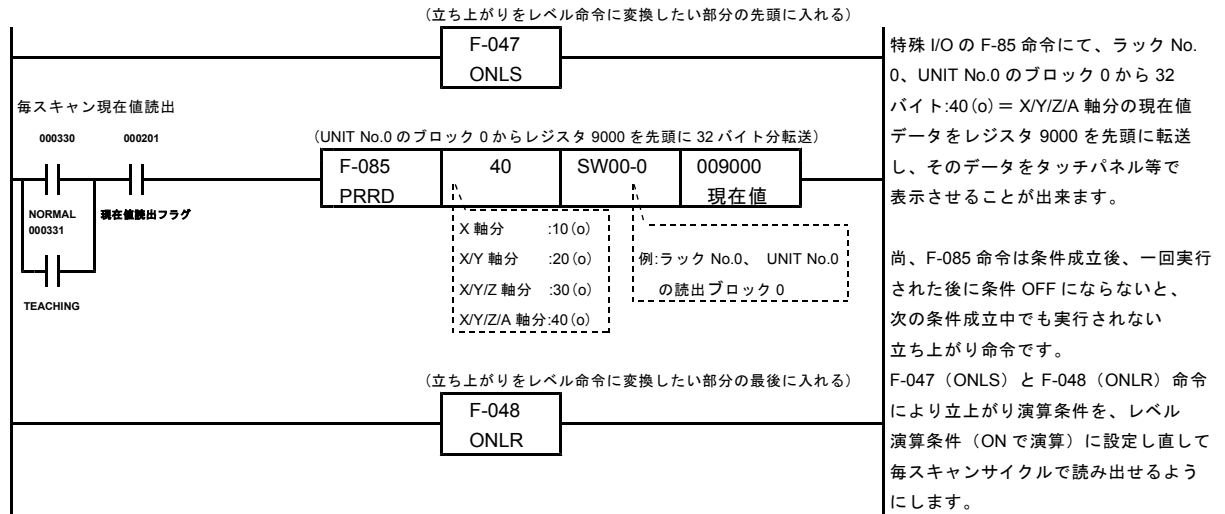 （立ち上がりをレベル命令に変換したい部分の先頭に入れる）
F-047
ONLS
毎スキャン現在値読出
000330
000201
（UNIT No.0 のブロック 0 からレジスタ 9000 を先頭に 32 バイト分転送）
F-085
PRRD
40
SW00-0
009000
現在値
NORMAL
現在値読出フラグ
000331
TEACHING
X 軸分 :10(o)
X/Y 軸分 :20(o)
X/Y/Z 軸分 :30(o)
X/Y/Z/A 軸分:40(o)
例:ラック No.0、 UNIT No.0
の読出ブロック 0
（立ち上がりをレベル命令に変換したい部分の最後に入れる）
F-048
ONLR
特殊 I/O の F-85 命令にて、ラック No.
0、UNIT No.0 のブロック 0 から 32
バイト:40(o)＝ X/Y/Z/A 軸分の現在値
データをレジスタ 9000 を先頭に転送
し、そのデータをタッチパネル等で
表示させることが出来ます。
尚、F-085 命令は条件成立後、一回実行
された後に条件 OFF にならないと、
次の条件成立中でも実行されない
立ち上がり命令です。
F-047（ONLS）と F-048（ONLR）命令
により立上がり演算条件を、レベル
演算条件（ON で演算）に設定し直して
毎スキャンサイクルで読み出せるよう
にします。